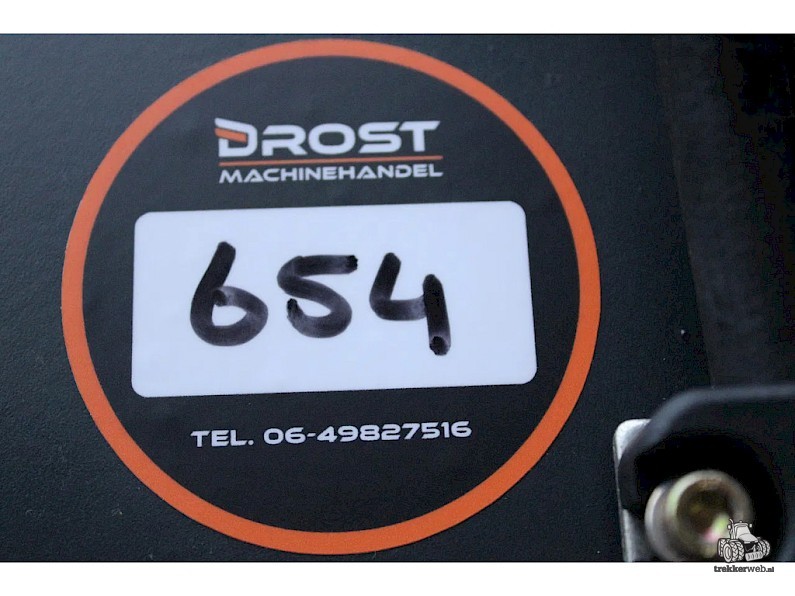 DROST
MACHINEHANDEL
654
TEL. 06-49827516
trekkerweb.nl